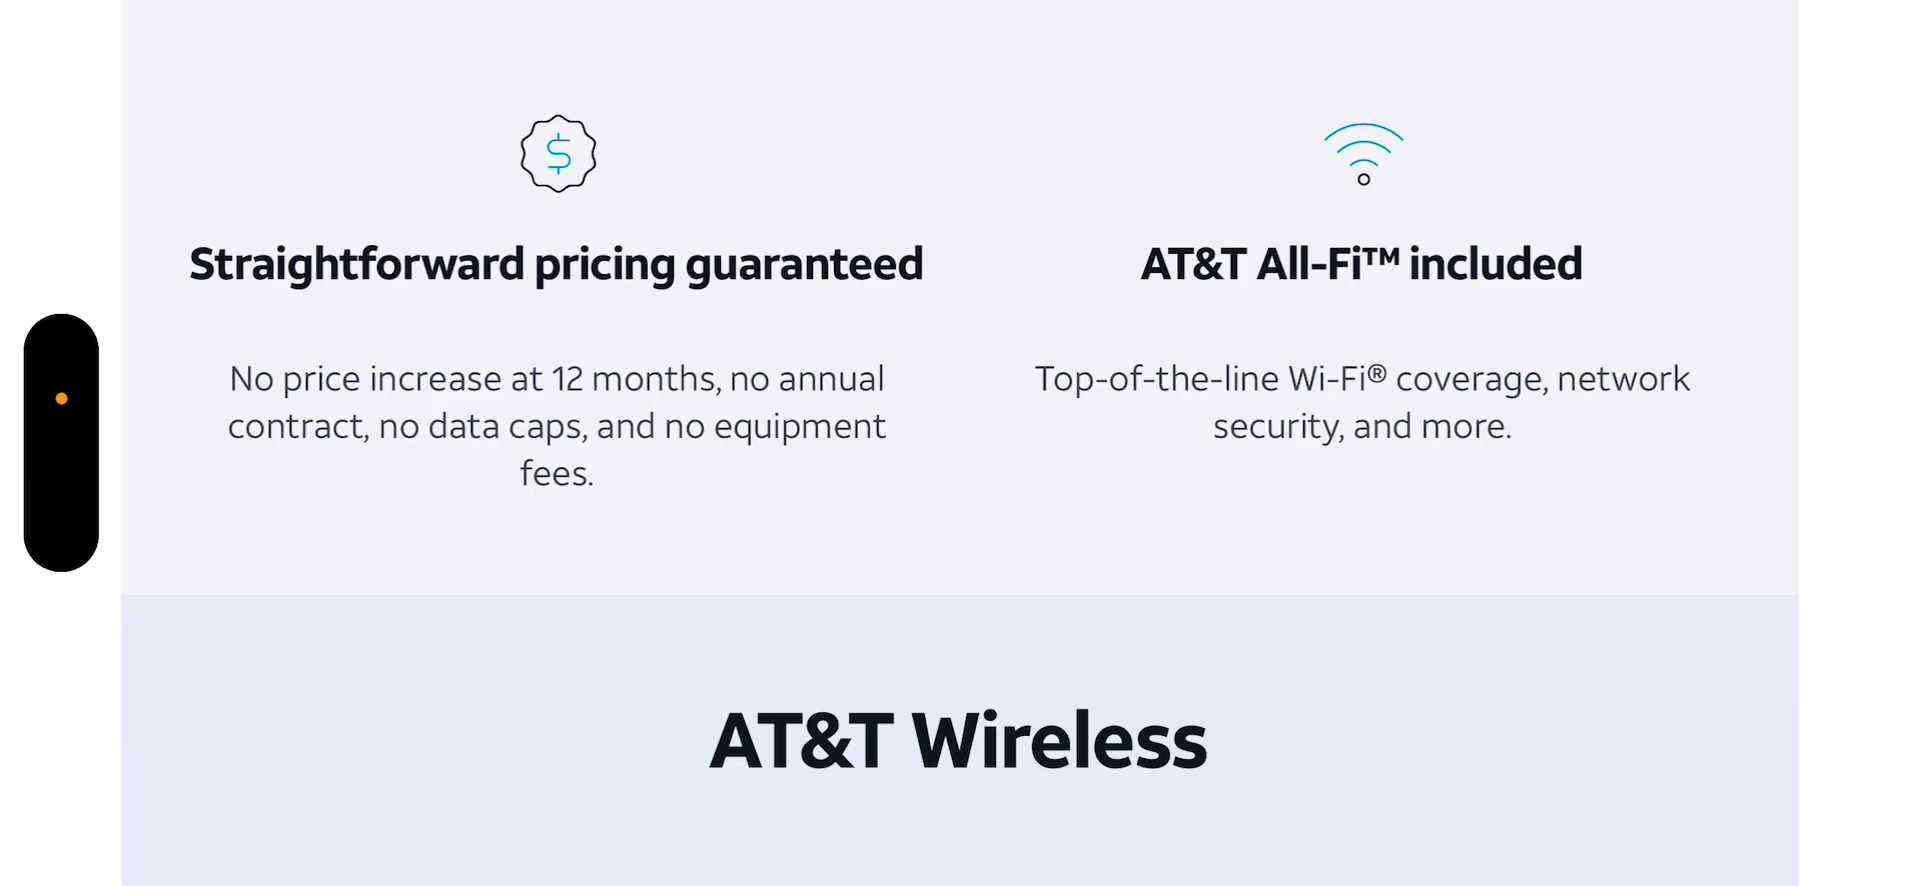 Straightforward pricing guaranteed
No price increase at 12 months, no annual
contract, no data caps, and no equipment
fees.
AT&T All-Fi™ included
Top-of-the-line Wi-Fi® coverage, network
security, and more.
AT&T Wireless